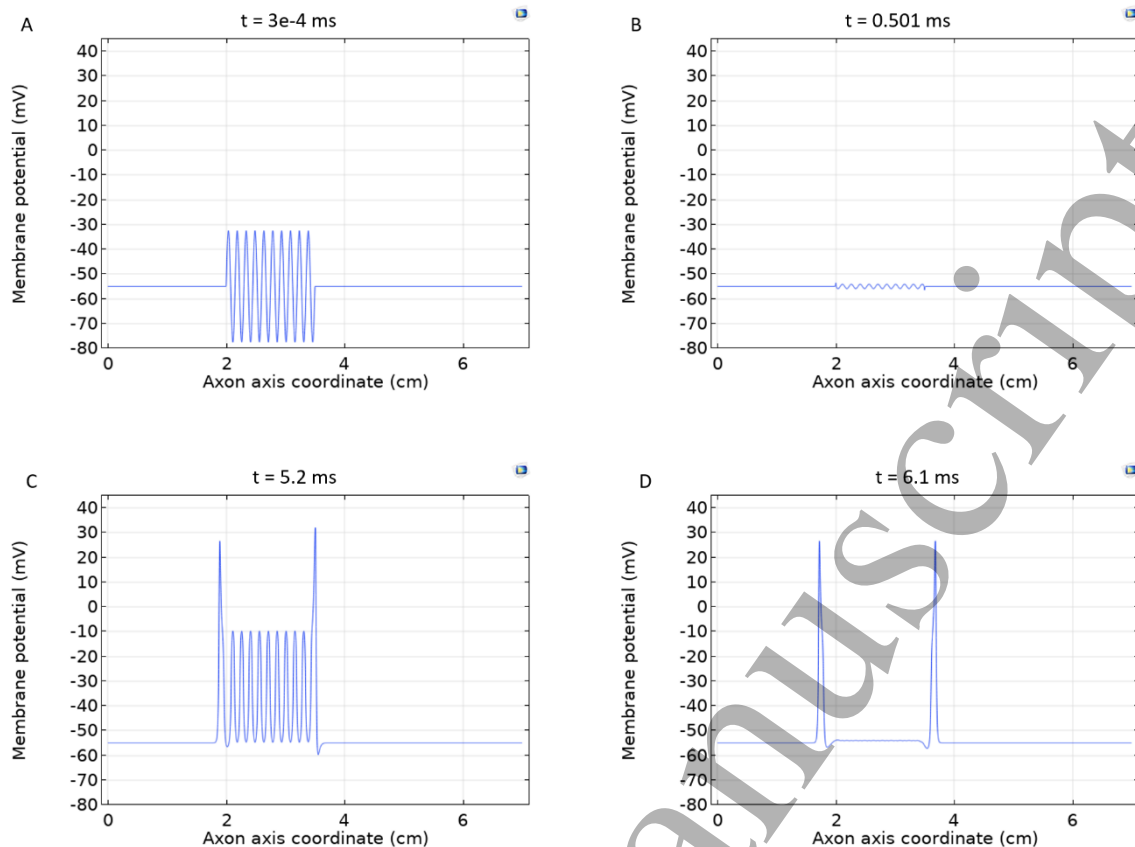 A
t = 3e-4 ms
40
30
20
10
0
-10
-20
-30
-40
-50
-60
-70
-80
0 2 4 6
Membrane potential (mV)
Axon axis coordinate (cm)
B
t = 0.501 ms
40
30
20
10
0
-10
-20
-30
-40
-50
-60
-70
-80
0 2 4 6
Membrane potential (mV)
Axon axis coordinate (cm)
C
t = 5.2 ms
40
30
20
10
0
-10
-20
-30
-40
-50
-60
-70
-80
0 2 4 6
Membrane potential (mV)
Axon axis coordinate (cm)
D
t = 6.1 ms
40
30
20
10
0
-10
-20
-30
-40
-50
-60
-70
-80
0 2 4 6
Membrane potential (mV)
Axon axis coordinate (cm)
anuscript